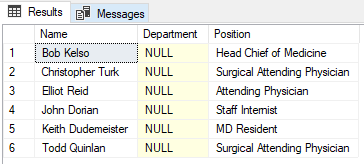 Results Messages
Name Department Position
1 Bob Kelso NULL Head Chief of Medicine
2 Christopher Turk NULL Surgical Attending Physician
3 Elliot Reid NULL Attending Physician
4 John Dorian NULL Staff Internist
5 Keith Dudemeister NULL MD Resident
6 Todd Quinlan NULL Surgical Attending Physician